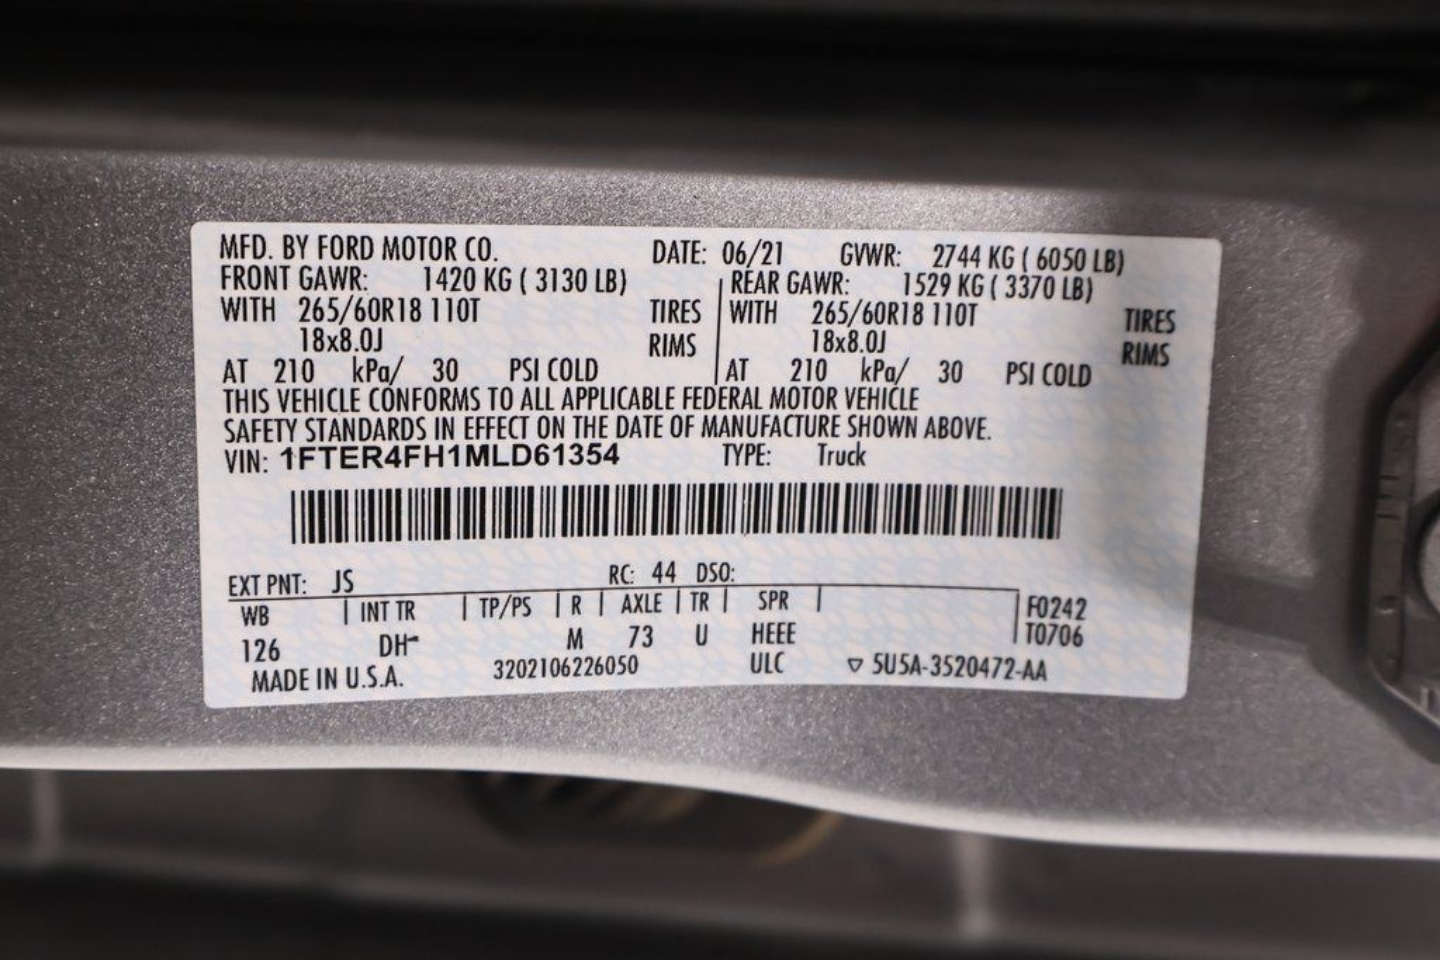 MFD. BY FORD MOTOR CO. DATE: 06/21 GVWR: 2744 KG ( 6050 LB)
FRONT GAWR: 1420 KG ( 3130 LB) REAR GAWR: 1529 KG ( 3370 LB)
WITH 265/60R18 110T TIRES WITH 265/60R18 110T TIRES
18x8.0J RIMS 18x8.0J RIMS
AT 210 kPa/ 30 PSI COLD AT 210 kPa/ 30 PSI COLD
THIS VEHICLE CONFORMS TO ALL APPLICABLE FEDERAL MOTOR VEHICLE
SAFETY STANDARDS IN EFFECT ON THE DATE OF MANUFACTURE SHOWN ABOVE.
VIN: 1FTER4FH1MLD61354 TYPE: Truck
EXT PNT: JS RC: 44 DSO:
WB INT TR TP/PS R AXLE TR SPR F0242
126 DH M 73 U HEEE T0706
MADE IN U.S.A. 3202106226050 ULC ▽ 5U5A-3520472-AA